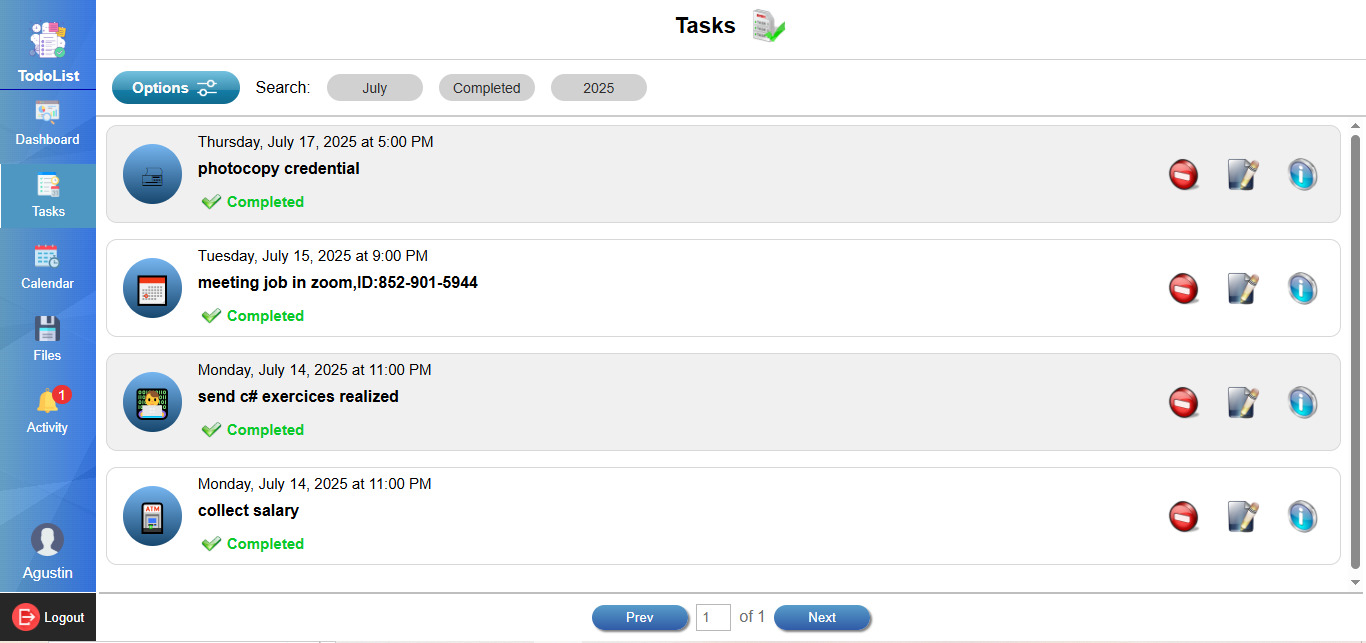 Tasks
TodoList
Options
Search:
July
Completed
2025
Dashboard
Tasks
Calendar
Files
1
Activity
Agustin
Logout
Thursday, July 17, 2025 at 5:00 PM
photocopy credential
Completed
Tuesday, July 15, 2025 at 9:00 PM
meeting job in zoom,ID:852-901-5944
Completed
Monday, July 14, 2025 at 11:00 PM
send c# exercices realized
Completed
Monday, July 14, 2025 at 11:00 PM
ATM
collect salary
Completed
Prev
1
of 1
Next